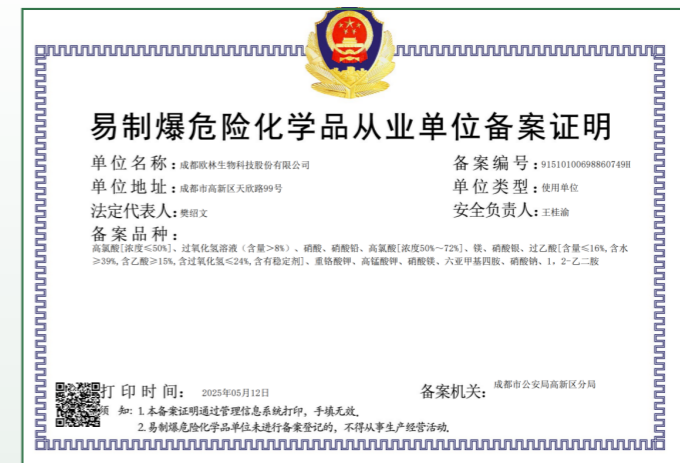 易制爆危险化学品从业单位备案证明
单位名称：成都欧林生物科技股份有限公司
备案编号：91510100698860749H
单位地址：成都市高新区天欣路99号
单位类型：使用单位
法定代表人：樊绍文
安全负责人：王桂渝
备案品种：
高氯酸[浓度≤50%]、过氧化氢溶液（含量>8%）、硝酸、硝酸铅、高氯酸[浓度50%～72%]、镁、硝酸银、过乙酸[含量≤16%,含水
≥39%,含乙酸≥15%,含过氧化氢≤24%,含有稳定剂]、重铬酸钾、高锰酸钾、硝酸镁、六亚甲基四胺、硝酸钠、1，2-乙二胺
打印时间：2025年05月12日
备案机关：成都市公安局高新区分局
须 知：1.本备案证明通过管理信息系统打印，手填无效。
2.易制爆危险化学品单位未进行备案登记的，不得从事生产经营活动。